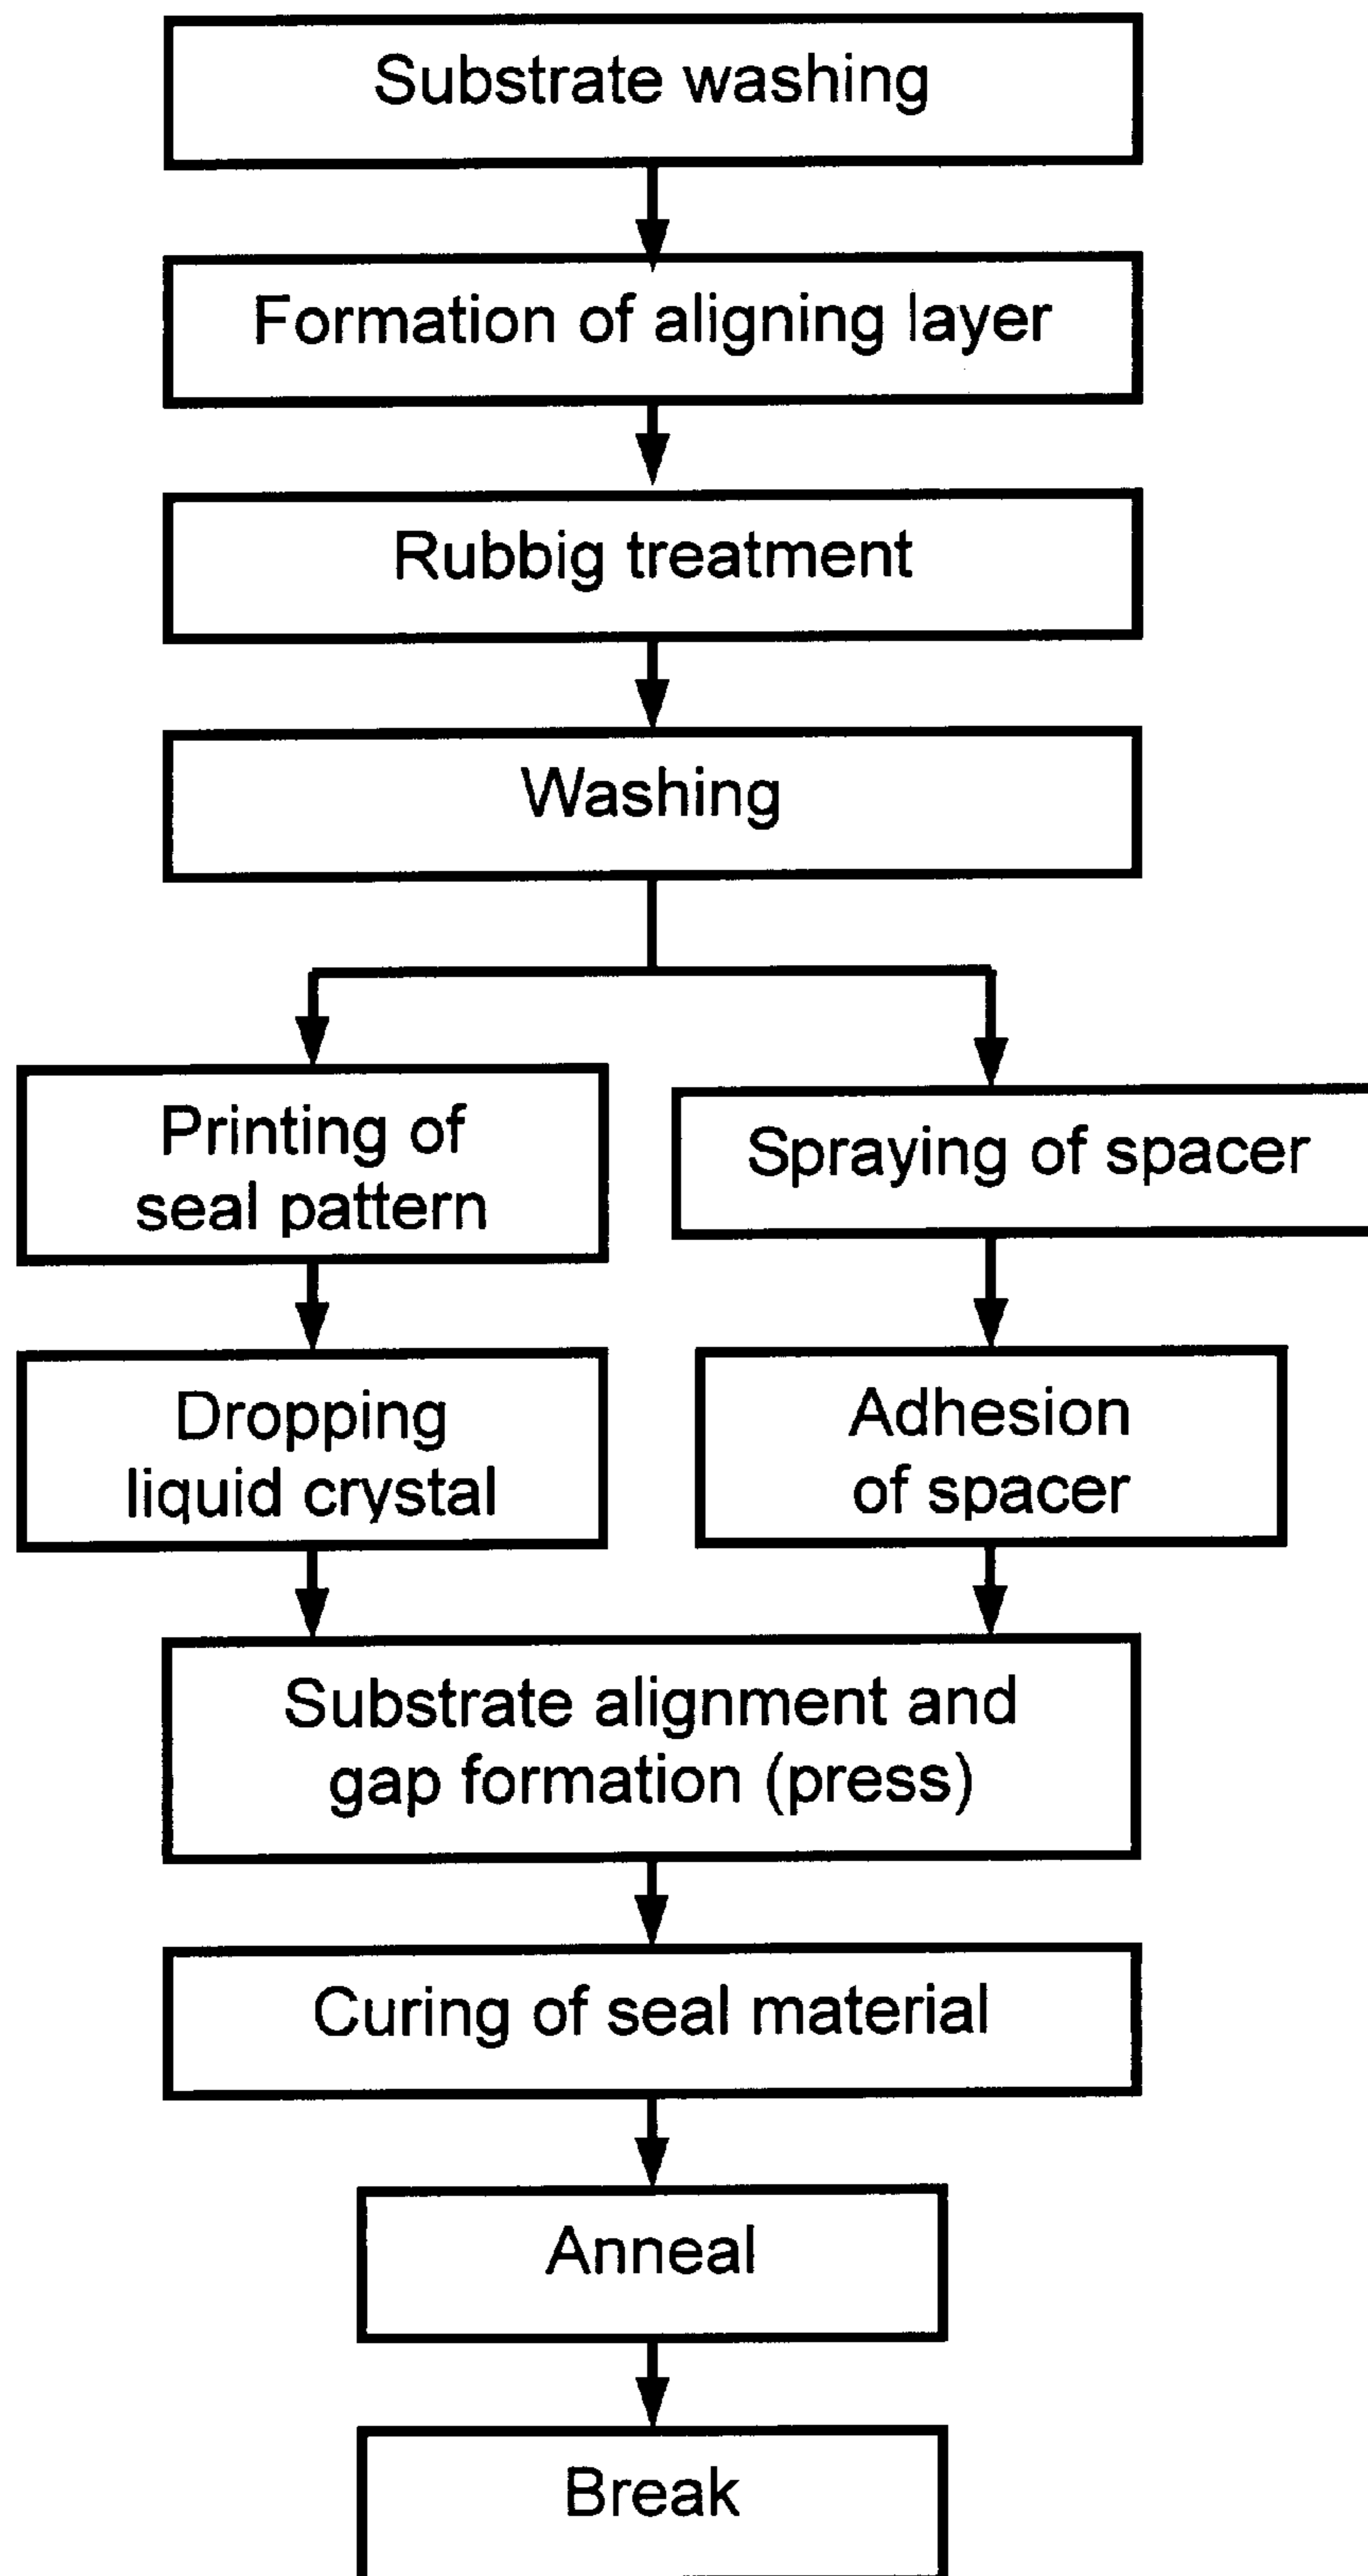 Substrate washing
Formation of aligning layer
Rubbig treatment
Washing
Printing of
seal pattern
Spraying of spacer
Dropping
liquid crystal
Adhesion
of spacer
Substrate alignment and
gap formation (press)
Curing of seal material
Anneal
Break